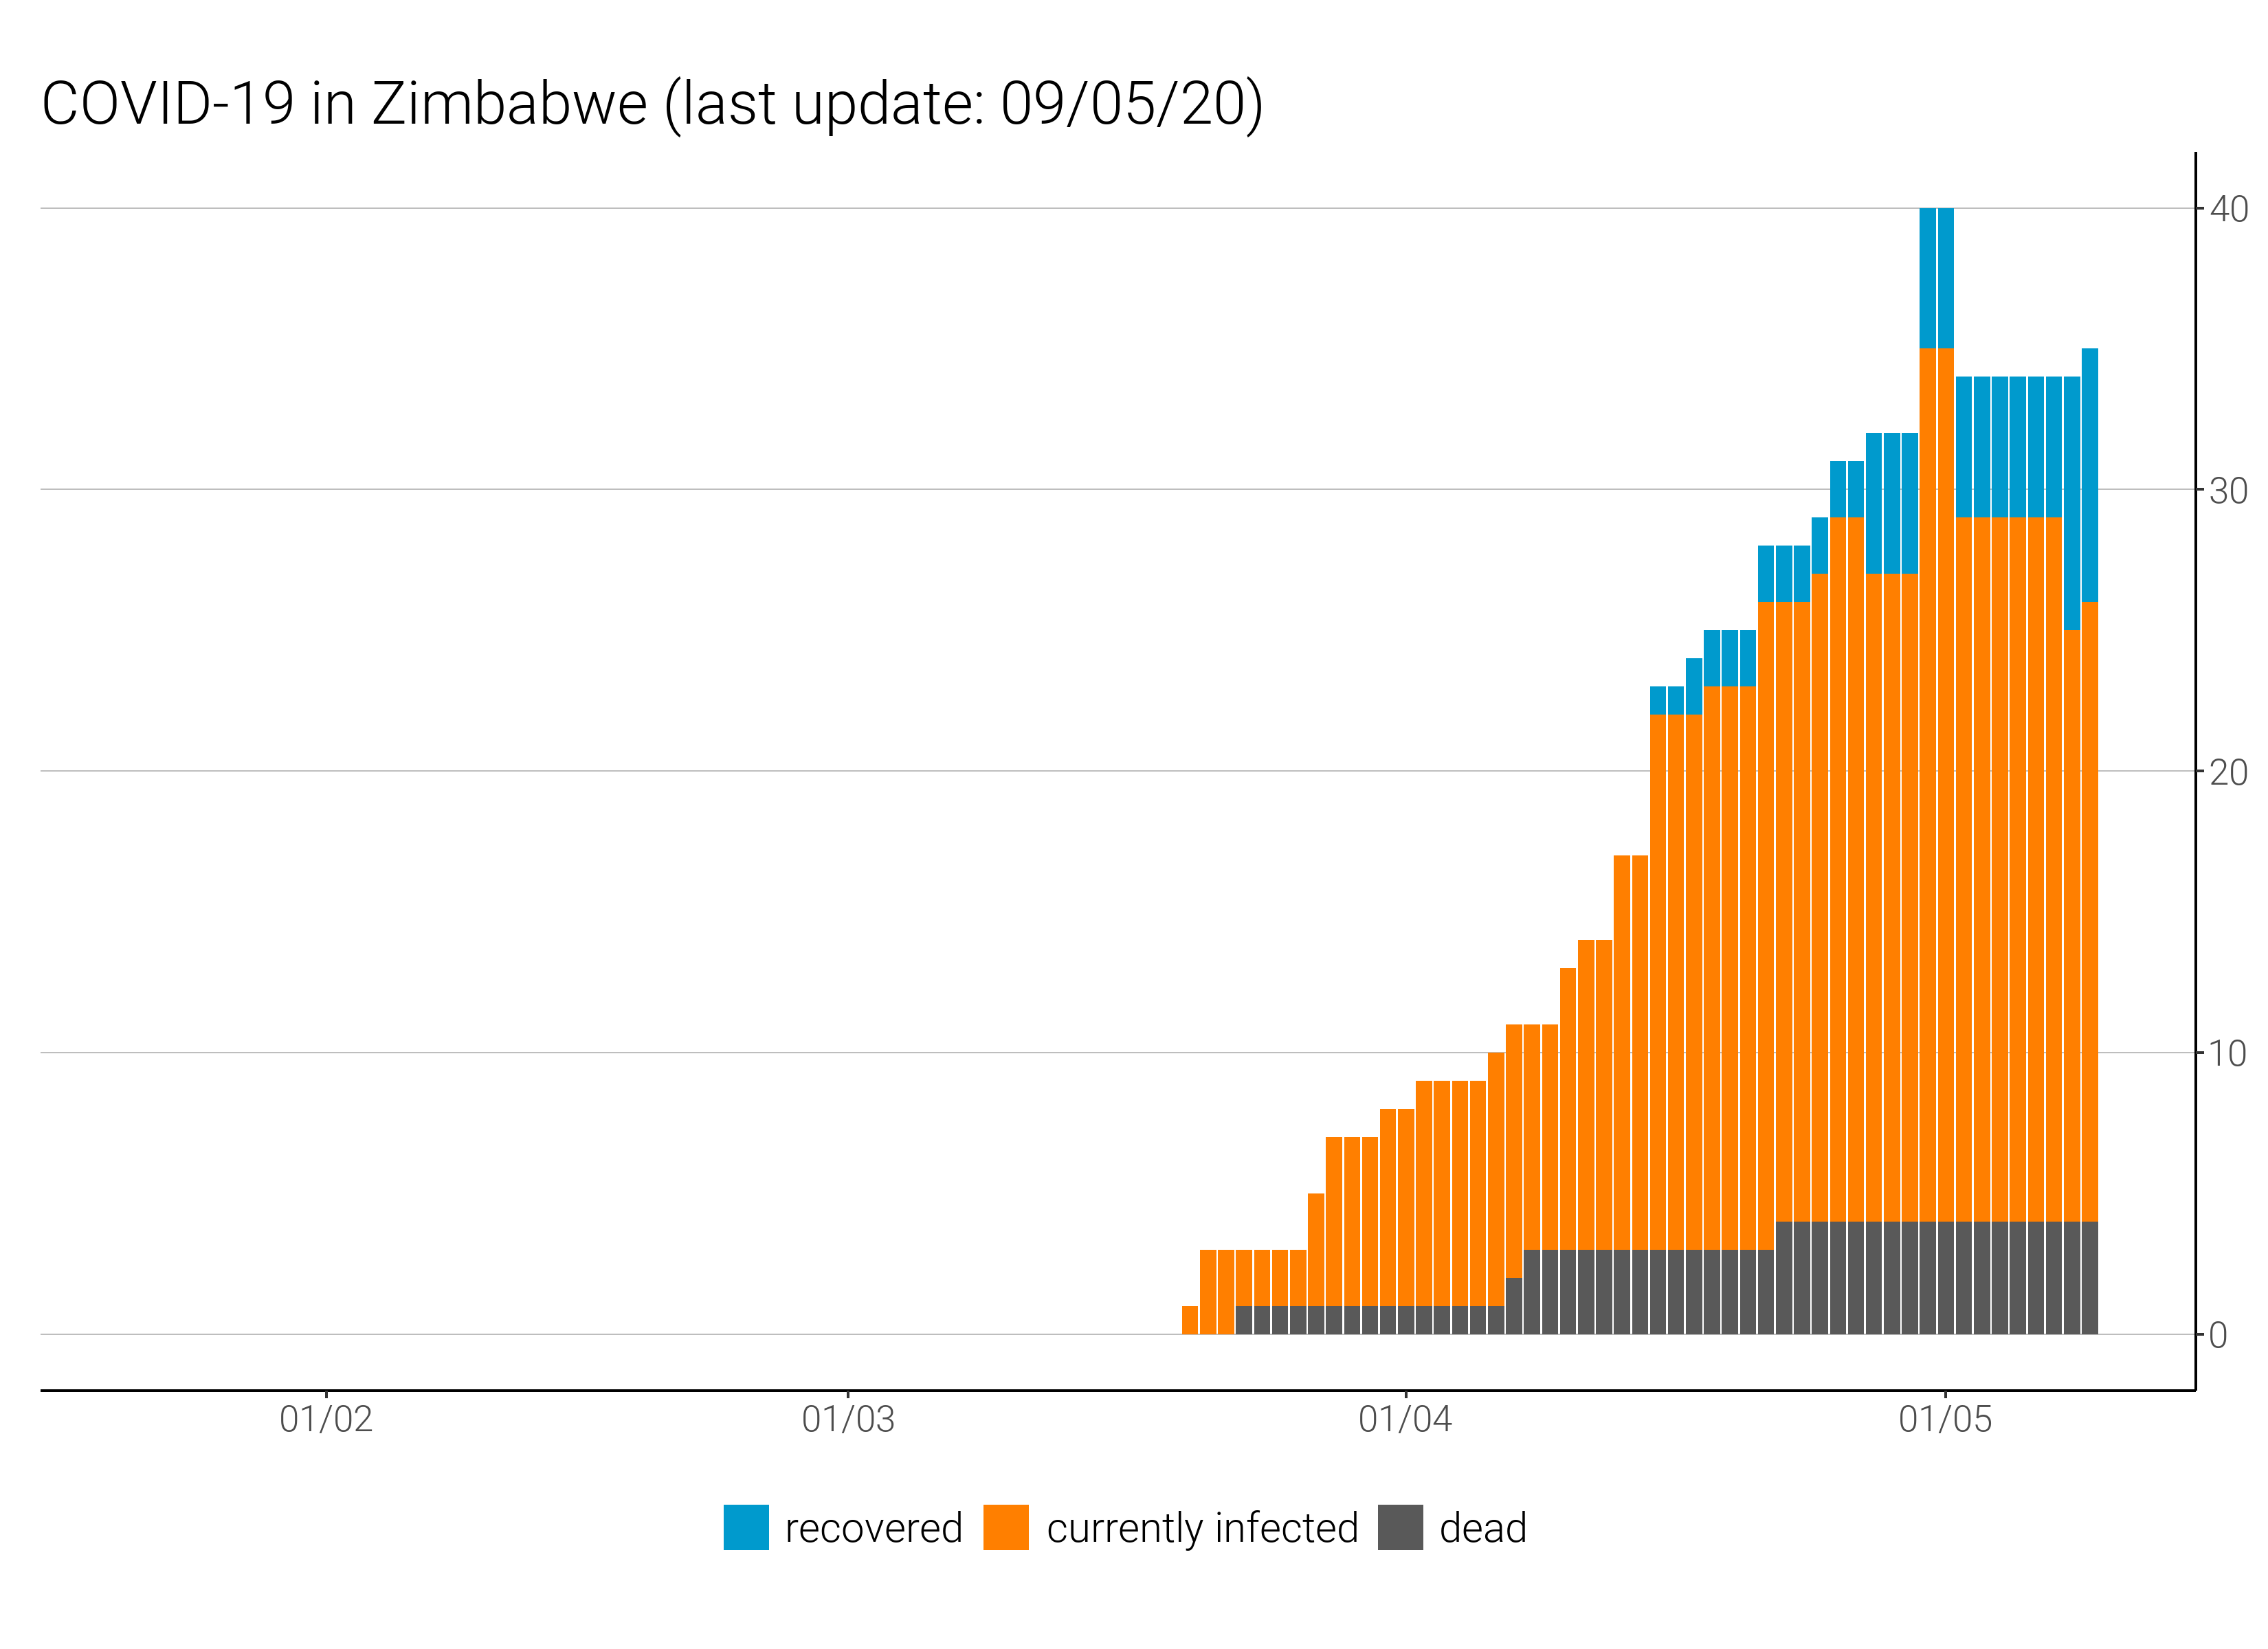 COVID-19 in Zimbabwe (last update: 09/05/20)
40
30
20
10
0
01/02 01/03 01/04 01/05
recovered currently infected dead